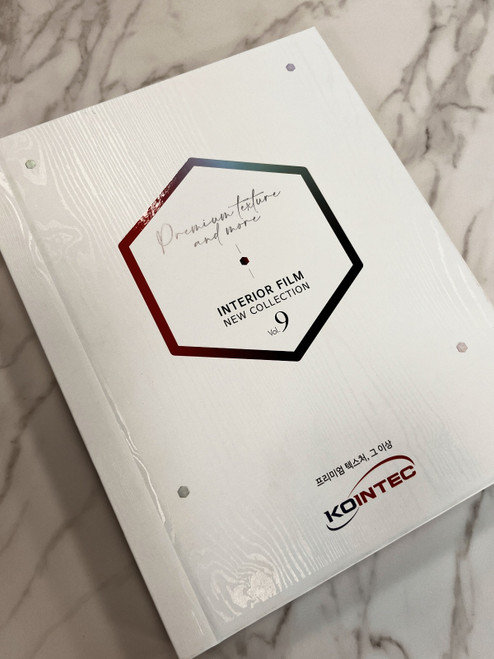 Premium texture
and more
INTERIOR FILM
NEW COLLECTION
Vol. 9
프리미엄 텍스처, 그 이상
KOINTEC